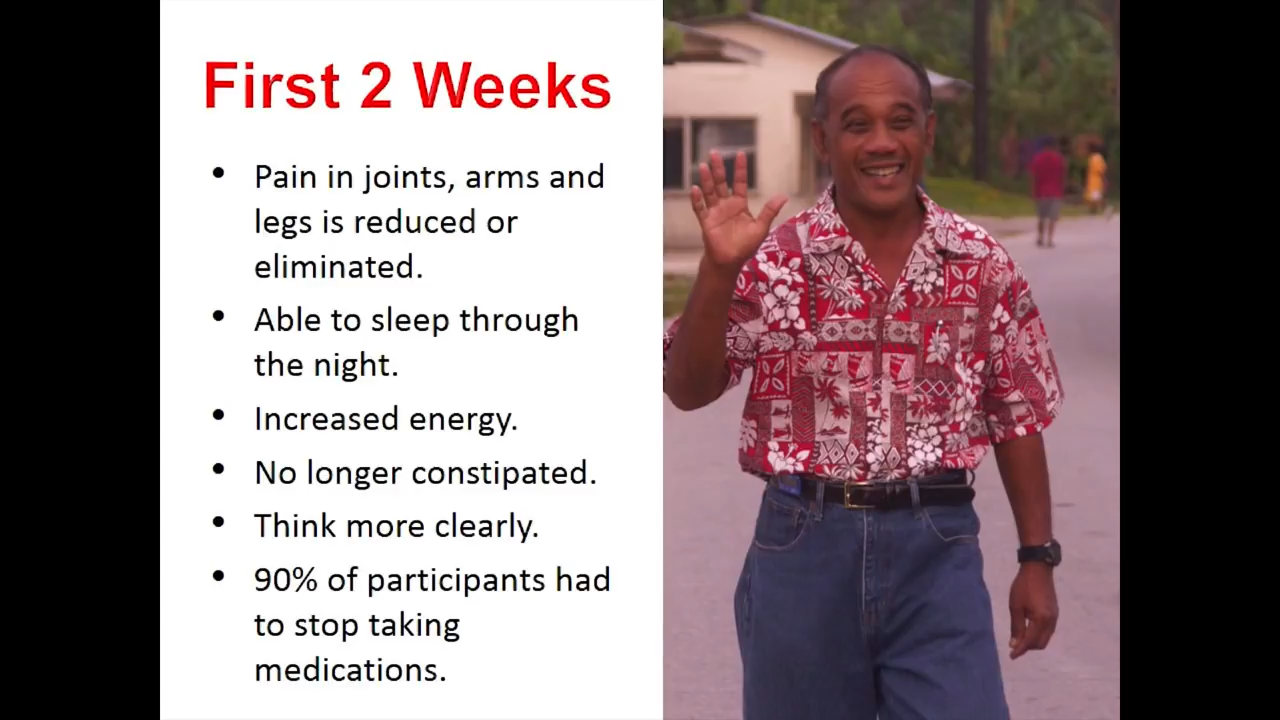 First 2 Weeks
• Pain in joints, arms and
legs is reduced or
eliminated.
• Able to sleep through
the night.
• Increased energy.
• No longer constipated.
• Think more clearly.
• 90% of participants had
to stop taking
medications.